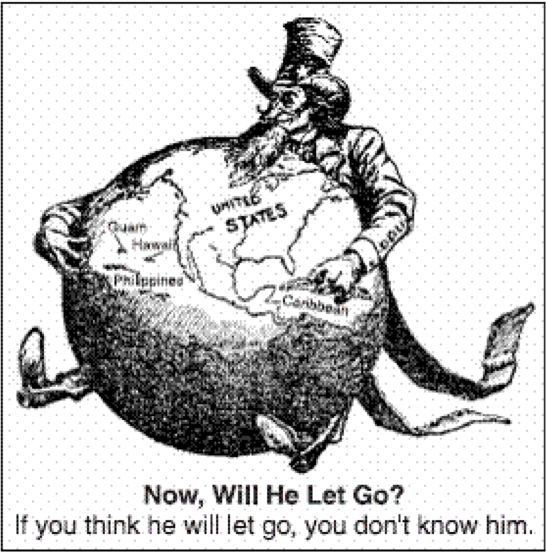 UNITED
STATES
Guam
Hawaii
Philippines
Caribbean
Now, Will He Let Go?
If you think he will let go, you don't know him.